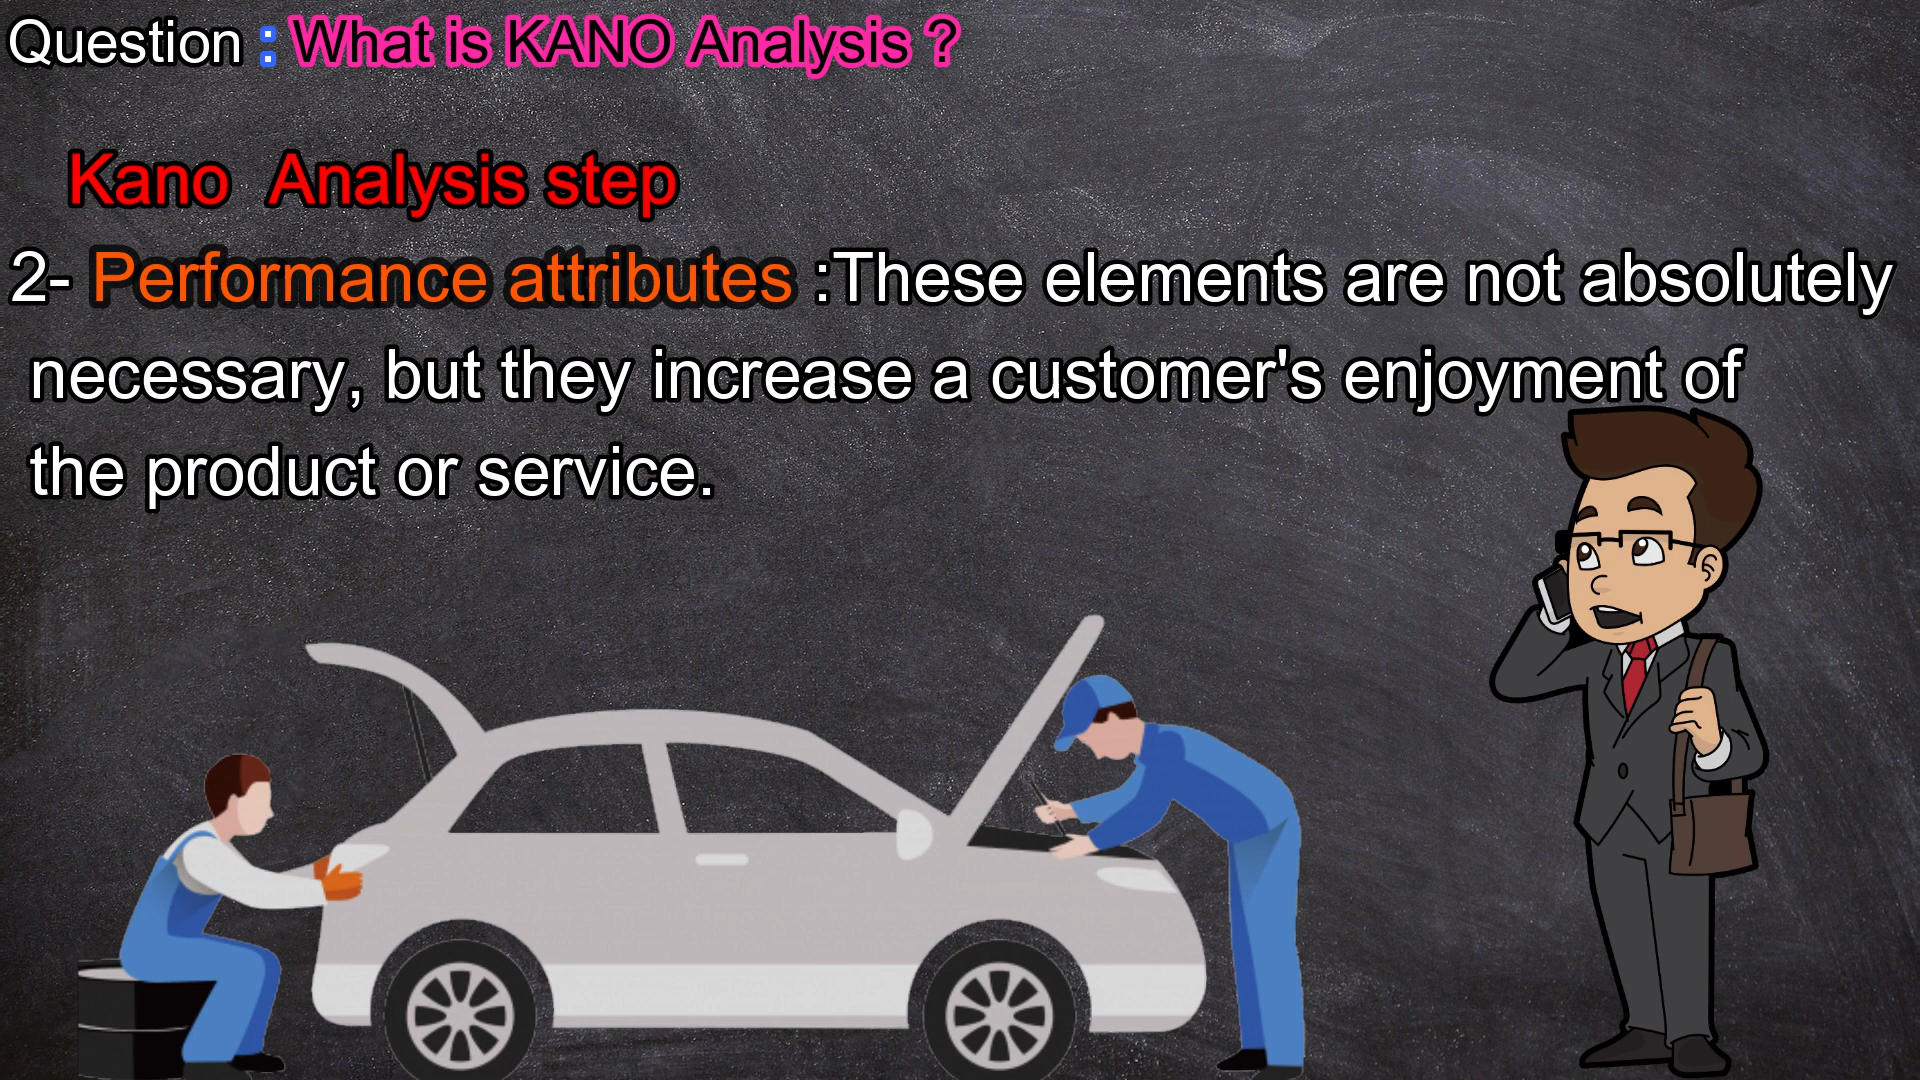 Question : What is KANO Analysis ?
Kano Analysis step
2- Performance attributes :These elements are not absolutely
necessary, but they increase a customer's enjoyment of
the product or service.